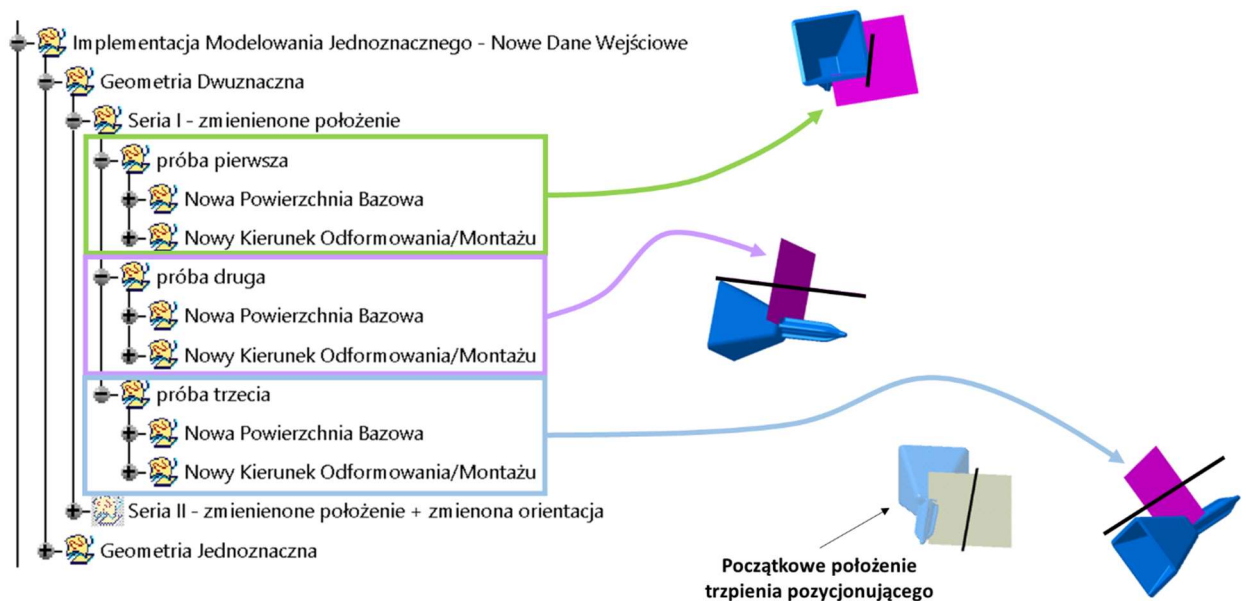 Implementacja Modelowania Jednoznacznego - Nowe Dane Wejściowe
Geometria Dwuznaczna
Seria I - zmienienone położenie
próba pierwsza
Nowa Powierzchnia Bazowa
Nowy Kierunek Odformowania/Montażu
próba druga
Nowa Powierzchnia Bazowa
Nowy Kierunek Odformowania/Montażu
próba trzecia
Nowa Powierzchnia Bazowa
Nowy Kierunek Odformowania/Montażu
Seria II - zmienienone położenie + zmienona orientacja
Geometria Jednoznaczna
Początkowe położenie
trzpienia pozycjonującego